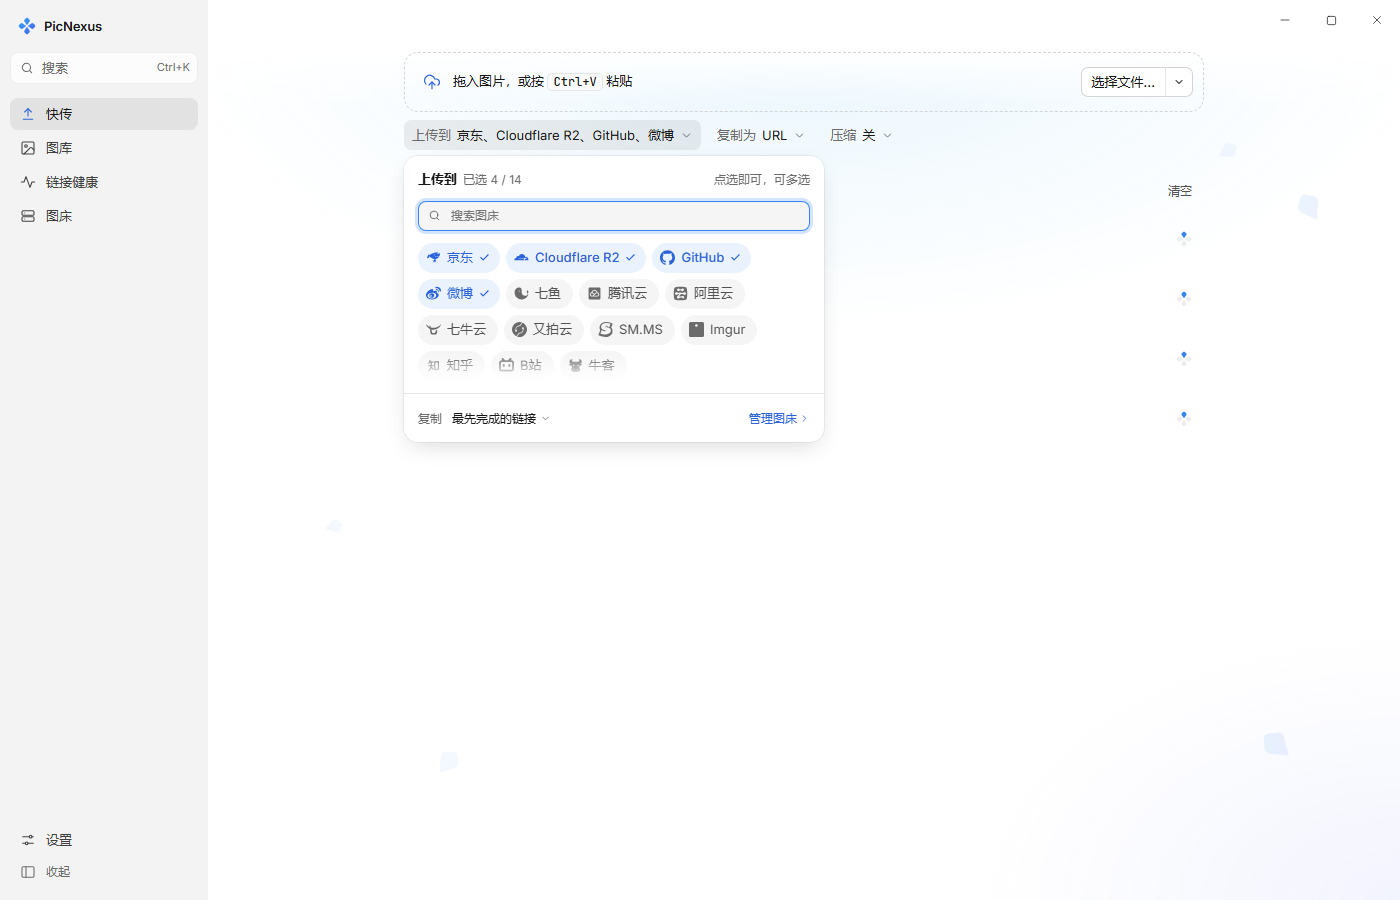 PicNexus
搜索 Ctrl+K
快传
图库
链接健康
图床
设置
收起
拖入图片，或按 Ctrl+V 粘贴
选择文件...
上传到 京东、Cloudflare R2、GitHub、微博
复制为 URL
压缩 关
清空
上传到 已选 4 / 14 点选即可，可多选
搜索图床
京东 Cloudflare R2 GitHub
微博 七鱼 腾讯云 阿里云
七牛云 又拍云 SM.MS Imgur
知 知乎 B站 牛客
复制 最先完成的链接 管理图床